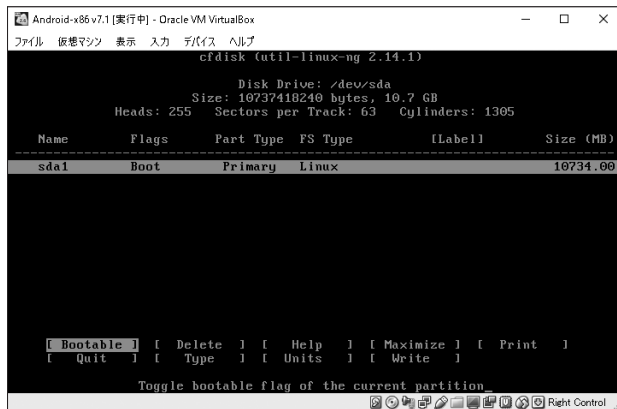 Android-x86 v7.1 [実行中] - Oracle VM VirtualBox
ファイル 仮想マシン 表示 入力 デバイス ヘルプ
cfdisk (util-linux-ng 2.14.1)
Disk Drive: /dev/sda
Size: 10737418240 bytes, 10.7 GB
Heads: 255 Sectors per Track: 63 Cylinders: 1305
Name Flags Part Type FS Type [Label] Size (MB)
sda1 Boot Primary Linux 10734.00
[ Bootable ] [ Delete ] [ Help ] [ Maximize ] [ Print ]
[ Quit ] [ Type ] [ Units ] [ Write ]
Toggle bootable flag of the current partition_
Right Control